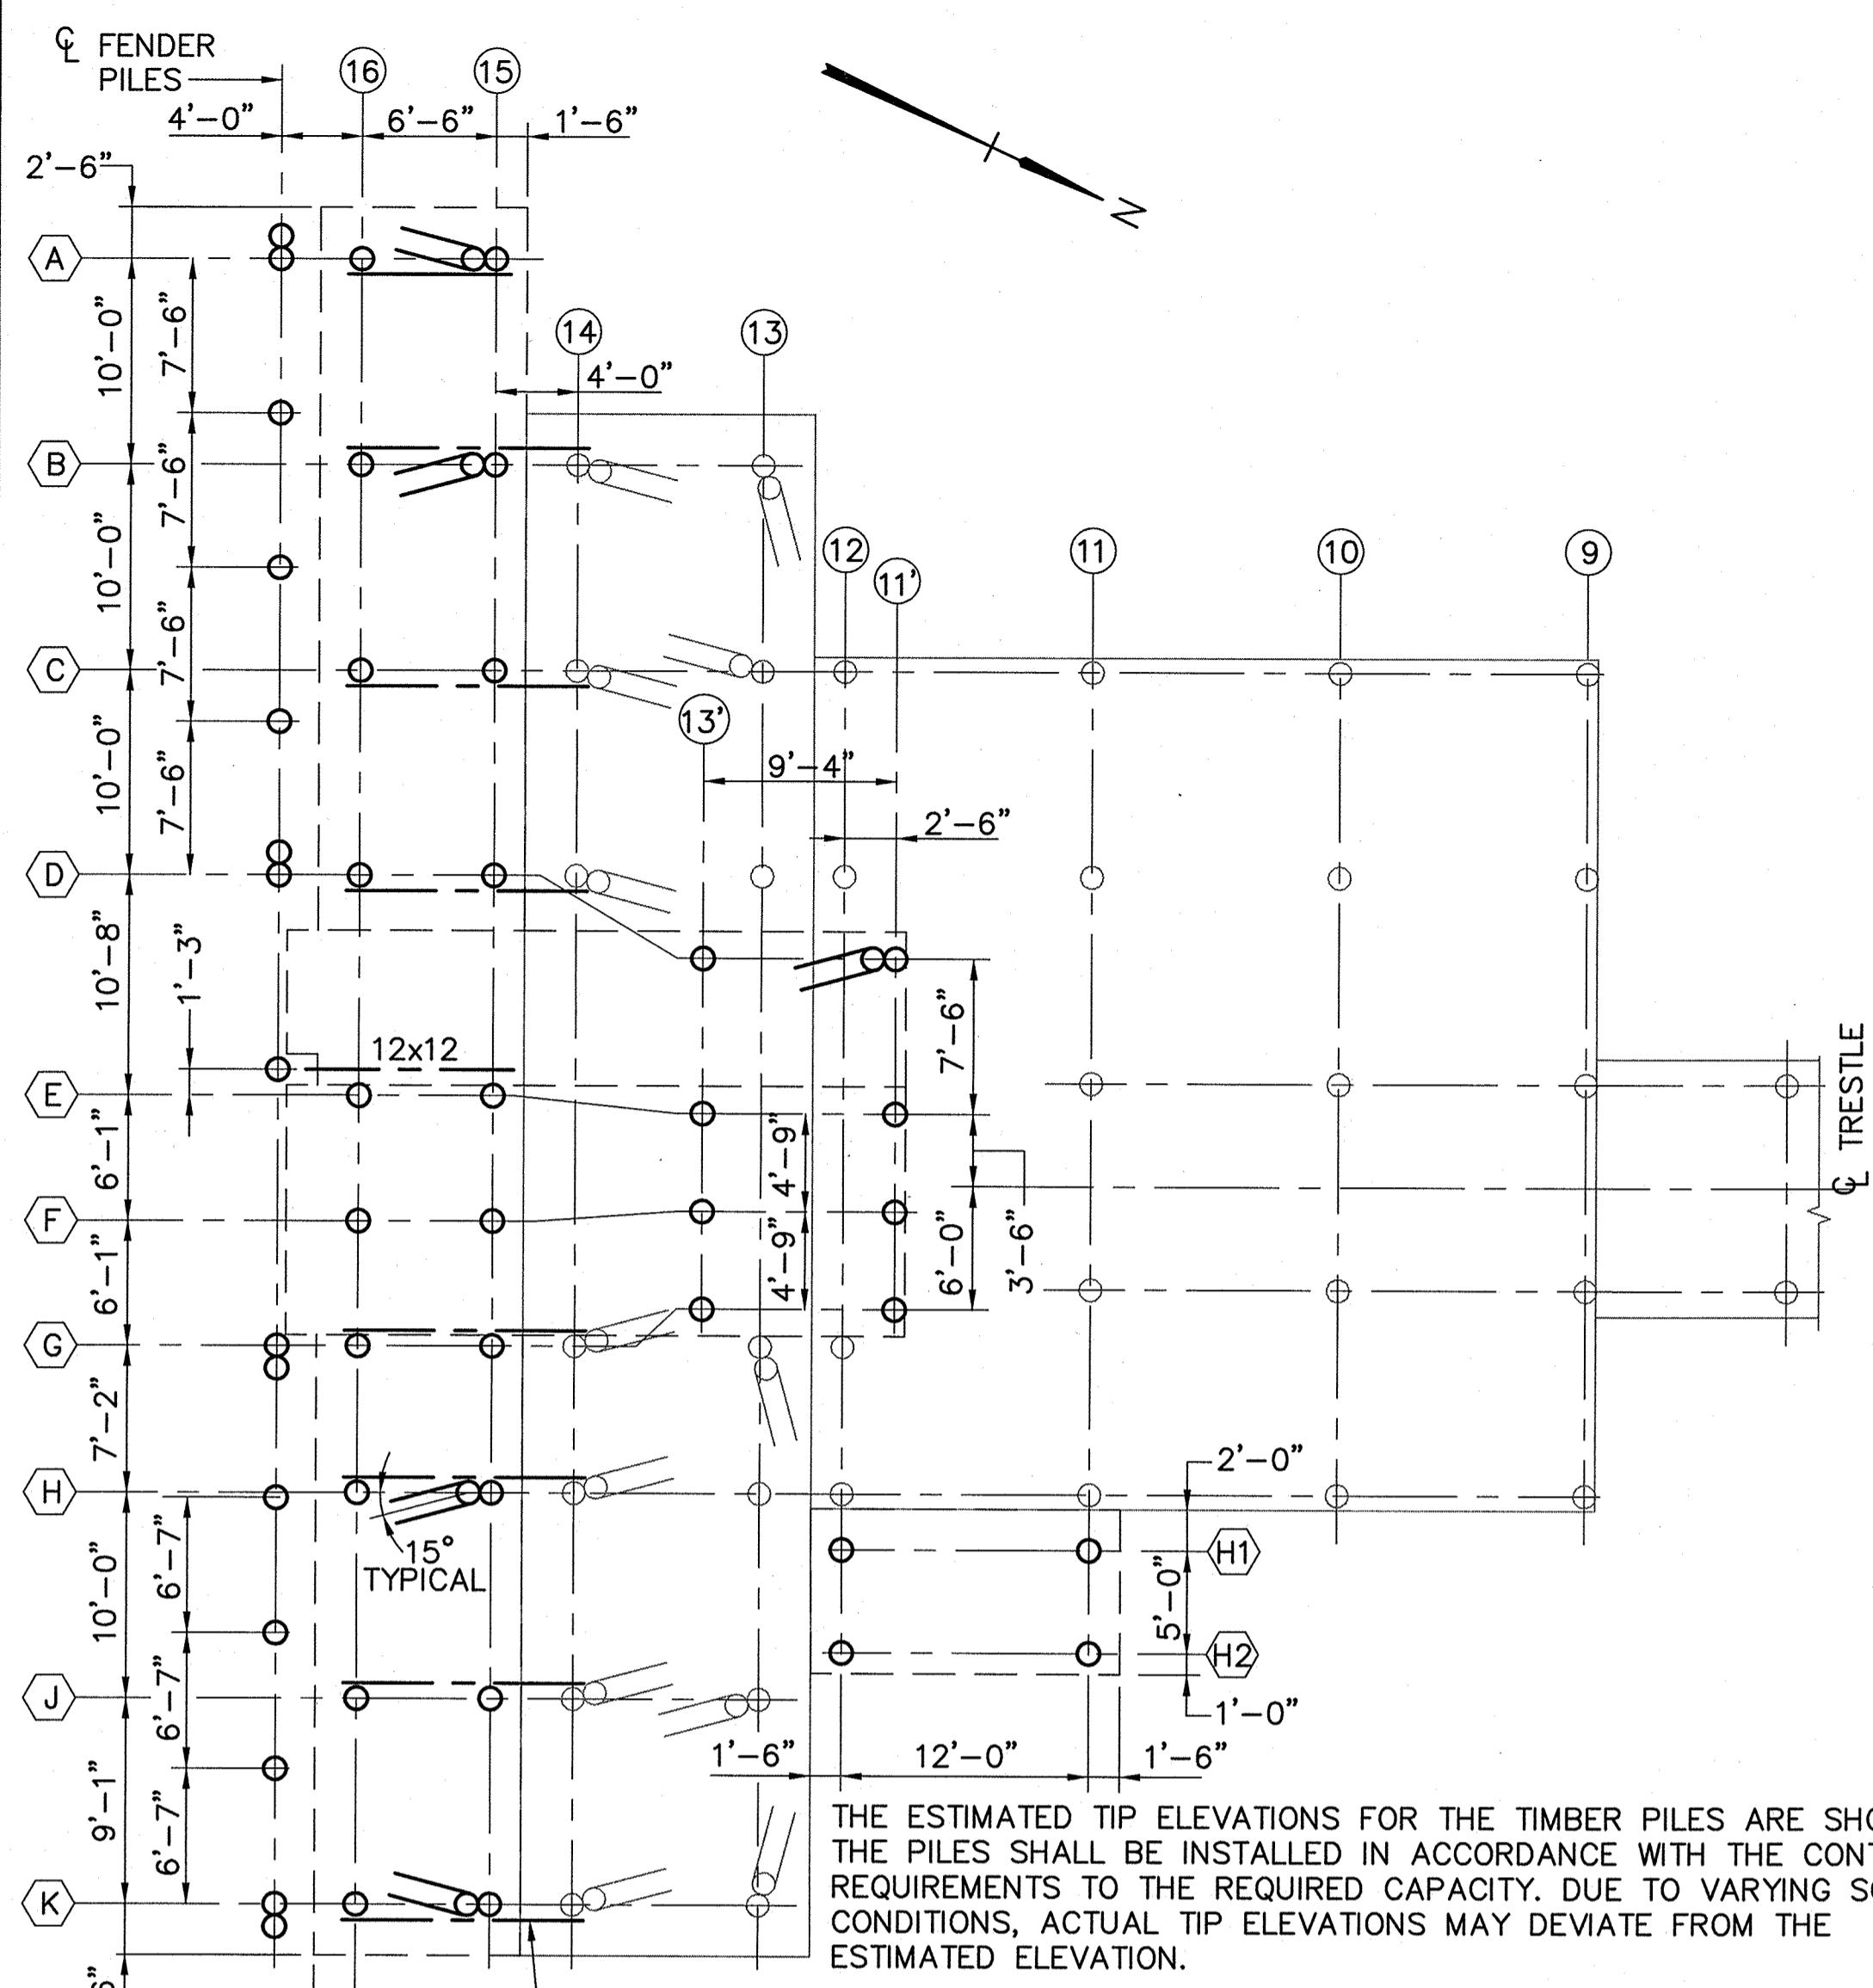 ℄ FENDER
PILES
16
15
4'-0"
6'-6"
1'-6"
2'-6"
N
A
10'-0"
7'-6"
14
13
4'-0"
B
7'-6"
10'-0"
12
11'
11
10
9
7'-6"
C
13'
10'-0"
7'-6"
9'-4"
2'-6"
D
10'-8"
1'-3"
7'-6"
12x12
E
6'-1"
4'-9"
℄ TRESTLE
F
6'-1"
4'-9"
6'-0"
3'-6"
G
7'-2"
2'-0"
H
15°
TYPICAL
6'-7"
10'-0"
H1
5'-0"
H2
J
6'-7"
1'-0"
1'-6"
12'-0"
1'-6"
9'-1"
6'-7"
K
THE ESTIMATED TIP ELEVATIONS FOR THE TIMBER PILES ARE
THE PILES SHALL BE INSTALLED IN ACCORDANCE WITH THE
REQUIREMENTS TO THE REQUIRED CAPACITY. DUE TO VARYING
CONDITIONS, ACTUAL TIP ELEVATIONS MAY DEVIATE FROM THE
ESTIMATED ELEVATION.